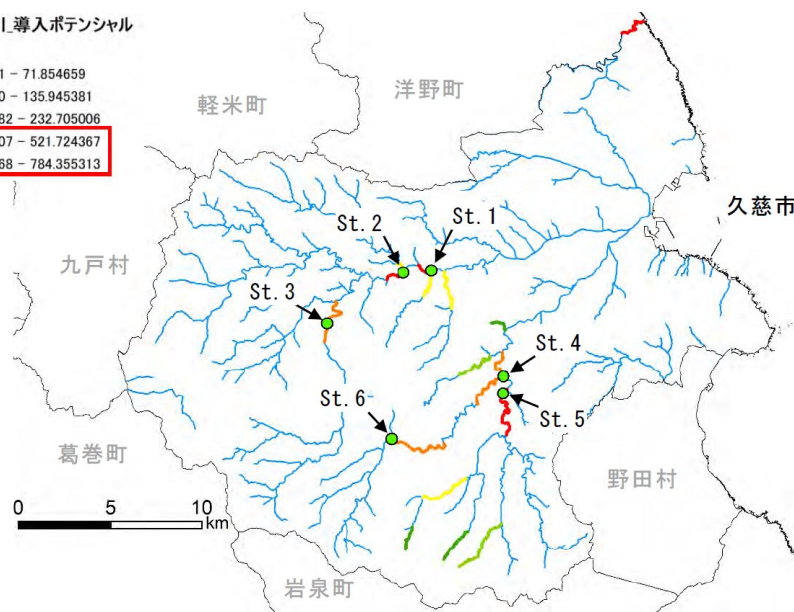 導入ポテンシャル
1 - 71.854659
0 - 135.945381
82 - 232.705006
07 - 521.724367
68 - 784.355313
軽米町
洋野町
久慈市
St. 2
St. 1
九戸村
St. 3
St. 4
St. 6
St. 5
葛巻町
野田村
0 5 10
km
岩泉町